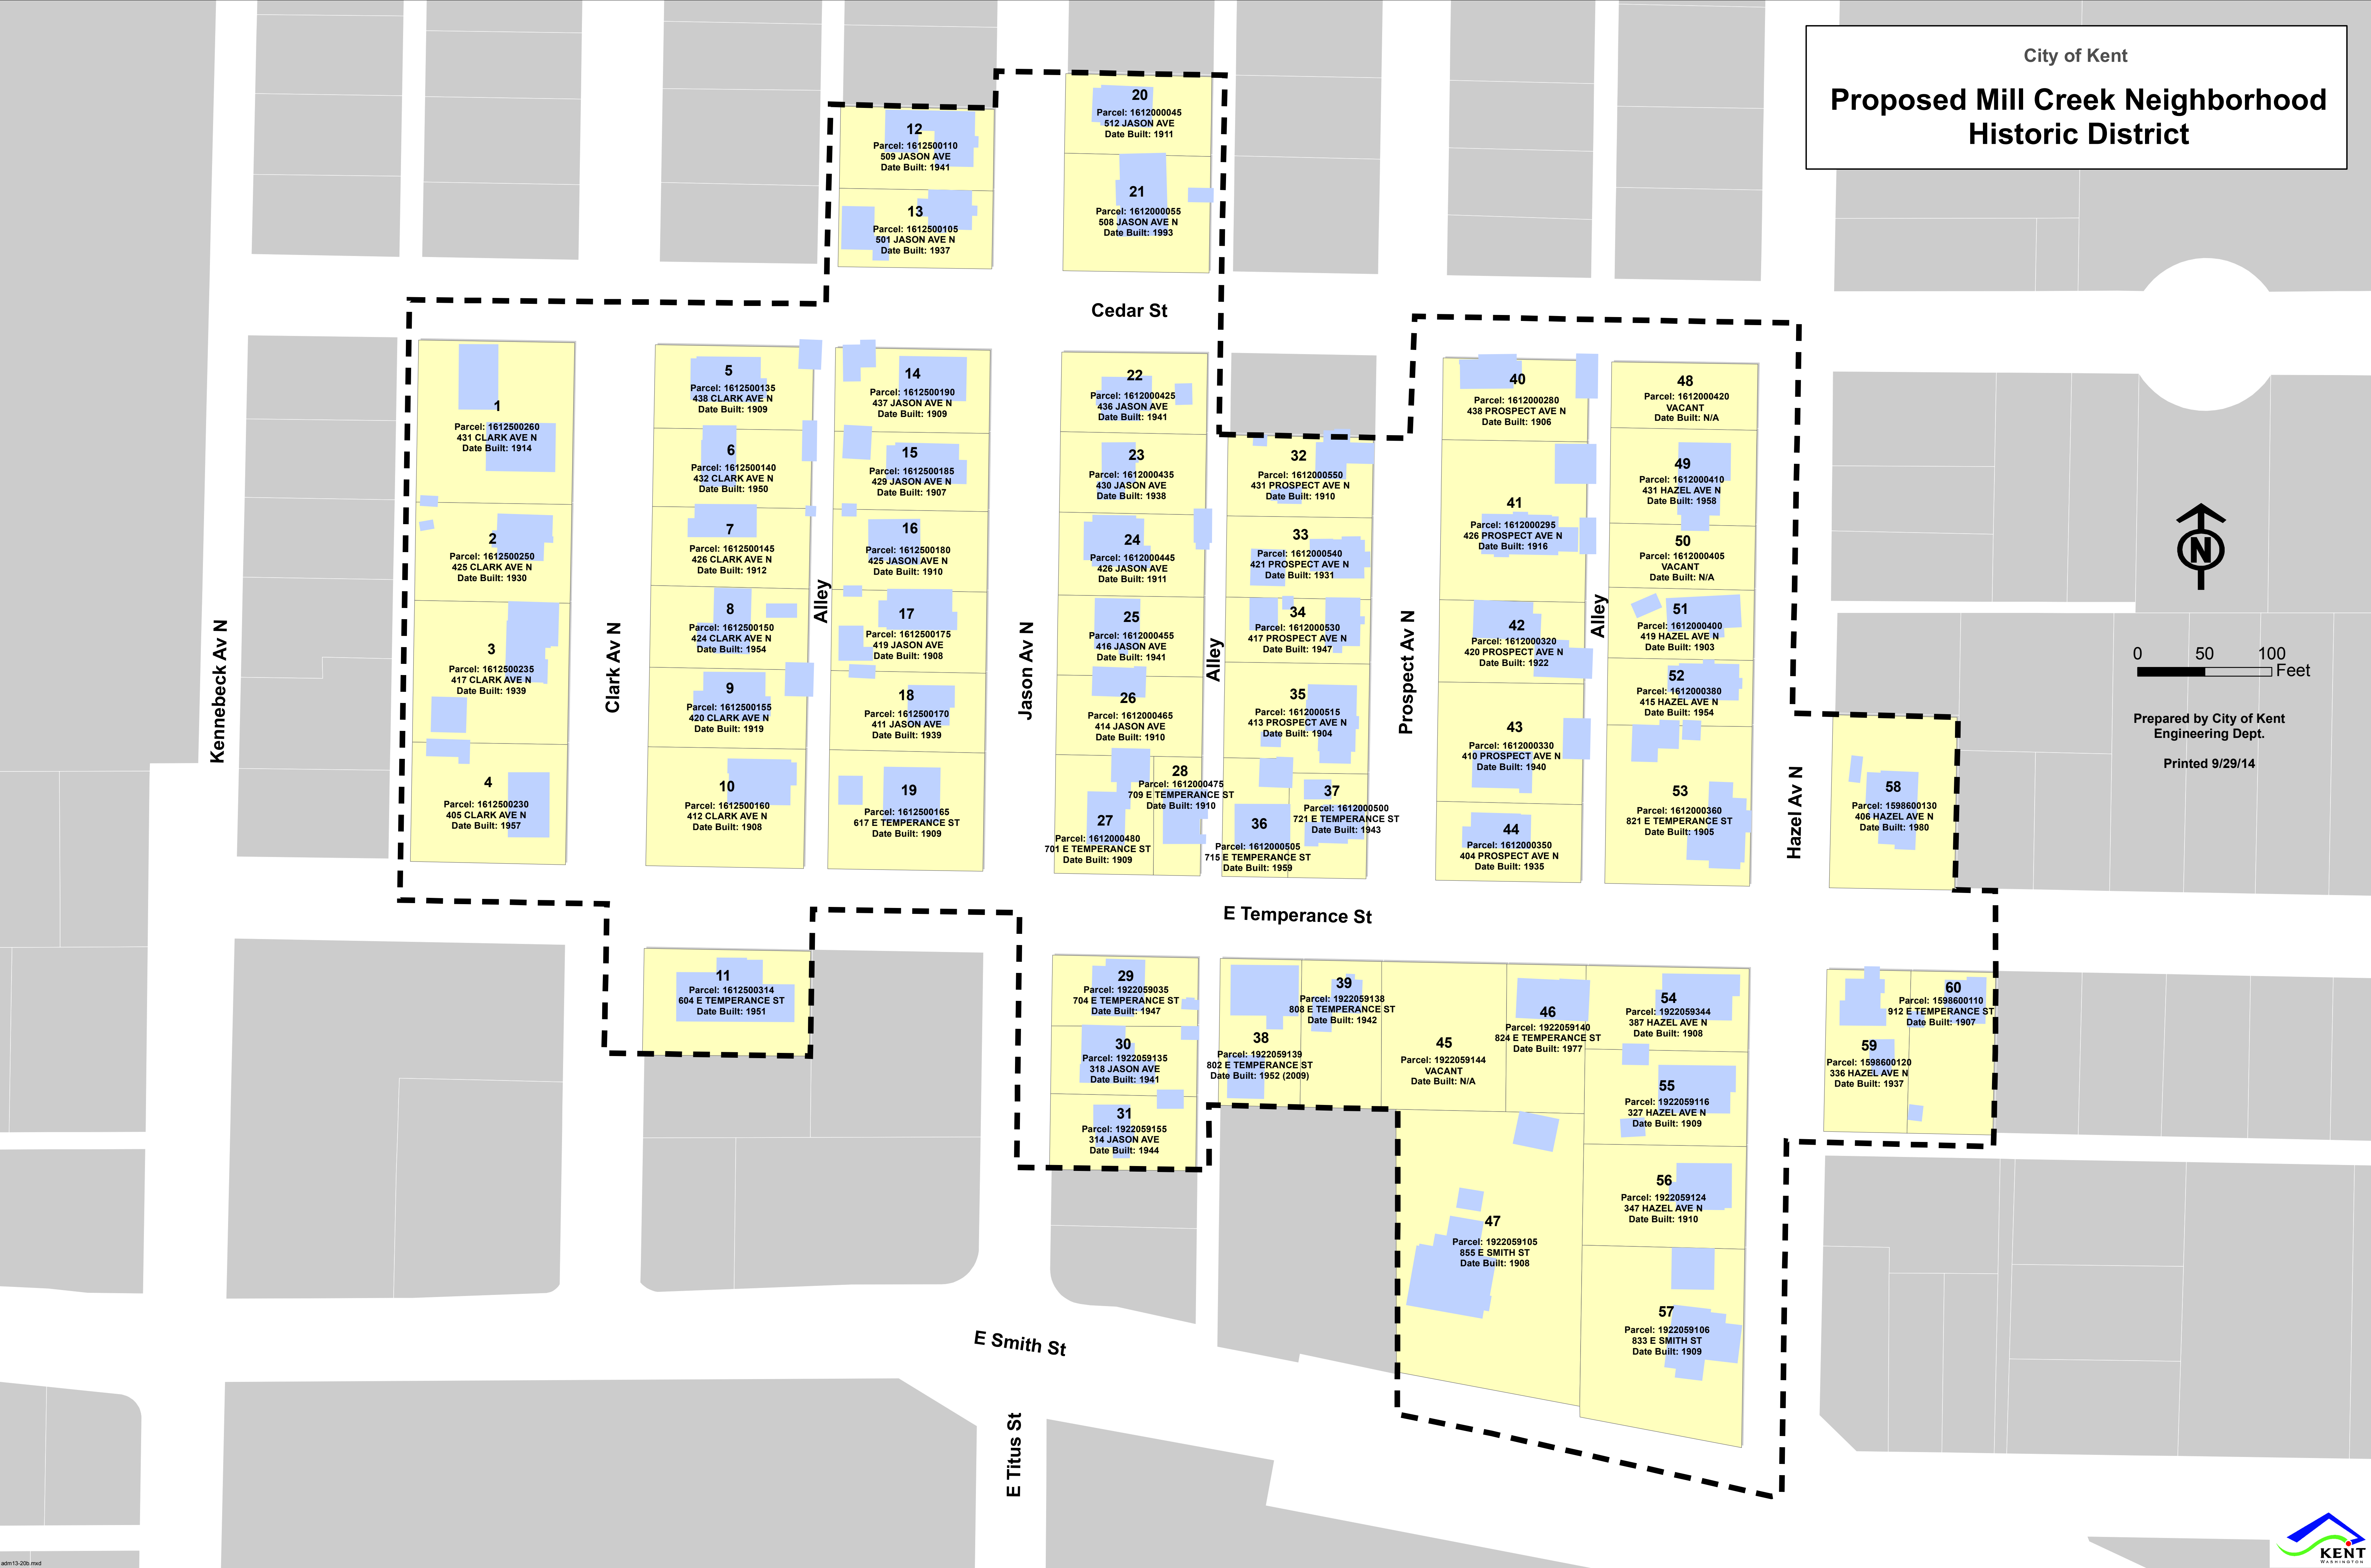 City of Kent
Proposed Mill Creek Neighborhood
Historic District
20
Parcel: 1612000045
512 JASON AVE
Date Built: 1911
12
Parcel: 1612500110
509 JASON AVE
Date Built: 1941
21
Parcel: 1612000055
508 JASON AVE N
Date Built: 1993
13
Parcel: 1612500105
501 JASON AVE N
Date Built: 1937
Cedar St
1
Parcel: 1612500260
431 CLARK AVE N
Date Built: 1914
2
Parcel: 1612500250
425 CLARK AVE N
Date Built: 1930
3
Parcel: 1612500235
417 CLARK AVE N
Date Built: 1939
4
Parcel: 1612500230
405 CLARK AVE N
Date Built: 1957
5
Parcel: 1612500135
438 CLARK AVE N
Date Built: 1909
6
Parcel: 1612500140
432 CLARK AVE N
Date Built: 1950
7
Parcel: 1612500145
426 CLARK AVE N
Date Built: 1912
8
Parcel: 1612500150
424 CLARK AVE N
Date Built: 1954
9
Parcel: 1612500155
420 CLARK AVE N
Date Built: 1919
10
Parcel: 1612500160
412 CLARK AVE N
Date Built: 1908
14
Parcel: 1612500190
437 JASON AVE N
Date Built: 1909
15
Parcel: 1612500185
429 JASON AVE N
Date Built: 1907
16
Parcel: 1612500180
425 JASON AVE N
Date Built: 1910
17
Parcel: 1612500175
419 JASON AVE
Date Built: 1908
18
Parcel: 1612500170
411 JASON AVE
Date Built: 1939
19
Parcel: 1612500165
617 E TEMPERANCE ST
Date Built: 1909
22
Parcel: 1612000425
436 JASON AVE
Date Built: 1941
23
Parcel: 1612000435
430 JASON AVE
Date Built: 1938
24
Parcel: 1612000445
426 JASON AVE
Date Built: 1911
25
Parcel: 1612000455
416 JASON AVE
Date Built: 1941
26
Parcel: 1612000465
414 JASON AVE
Date Built: 1910
28
Parcel: 1612000475
709 E TEMPERANCE ST
Date Built: 1910
27
Parcel: 1612000480
701 E TEMPERANCE ST
Date Built: 1909
32
Parcel: 1612000550
431 PROSPECT AVE N
Date Built: 1910
33
Parcel: 1612000540
421 PROSPECT AVE N
Date Built: 1931
34
Parcel: 1612000530
417 PROSPECT AVE N
Date Built: 1947
35
Parcel: 1612000515
413 PROSPECT AVE N
Date Built: 1904
37
Parcel: 1612000500
721 E TEMPERANCE ST
Date Built: 1943
36
Parcel: 1612000505
715 E TEMPERANCE ST
Date Built: 1959
40
Parcel: 1612000280
438 PROSPECT AVE N
Date Built: 1906
41
Parcel: 1612000295
426 PROSPECT AVE N
Date Built: 1916
42
Parcel: 1612000320
420 PROSPECT AVE N
Date Built: 1922
43
Parcel: 1612000330
410 PROSPECT AVE N
Date Built: 1940
44
Parcel: 1612000350
404 PROSPECT AVE N
Date Built: 1935
48
Parcel: 1612000420
VACANT
Date Built: N/A
49
Parcel: 1612000410
431 HAZEL AVE N
Date Built: 1958
50
Parcel: 1612000405
VACANT
Date Built: N/A
51
Parcel: 1612000400
419 HAZEL AVE N
Date Built: 1903
52
Parcel: 1612000380
415 HAZEL AVE N
Date Built: 1954
53
Parcel: 1612000360
821 E TEMPERANCE ST
Date Built: 1905
58
Parcel: 1598600130
406 HAZEL AVE N
Date Built: 1980
Kennebeck Av N
Clark Av N
Alley
Jason Av N
Alley
Prospect Av N
Alley
Hazel Av N
N
0 50 100
Feet
Prepared by City of Kent
Engineering Dept.
Printed 9/29/14
E Temperance St
11
Parcel: 1612500314
604 E TEMPERANCE ST
Date Built: 1951
29
Parcel: 1922059035
704 E TEMPERANCE ST
Date Built: 1947
30
Parcel: 1922059135
318 JASON AVE
Date Built: 1941
31
Parcel: 1922059155
314 JASON AVE
Date Built: 1944
39
Parcel: 1922059138
808 E TEMPERANCE ST
Date Built: 1942
38
Parcel: 1922059139
802 E TEMPERANCE ST
Date Built: 1952 (2009)
45
Parcel: 1922059144
VACANT
Date Built: N/A
46
Parcel: 1922059140
824 E TEMPERANCE ST
Date Built: 1977
54
Parcel: 1922059344
387 HAZEL AVE N
Date Built: 1908
55
Parcel: 1922059116
327 HAZEL AVE N
Date Built: 1909
56
Parcel: 1922059124
347 HAZEL AVE N
Date Built: 1910
47
Parcel: 1922059105
855 E SMITH ST
Date Built: 1908
57
Parcel: 1922059106
833 E SMITH ST
Date Built: 1909
60
Parcel: 1598600110
912 E TEMPERANCE ST
Date Built: 1907
59
Parcel: 1598600120
336 HAZEL AVE N
Date Built: 1937
E Smith St
E Titus St
KENT
WASHINGTON
adm13-20b.mxd